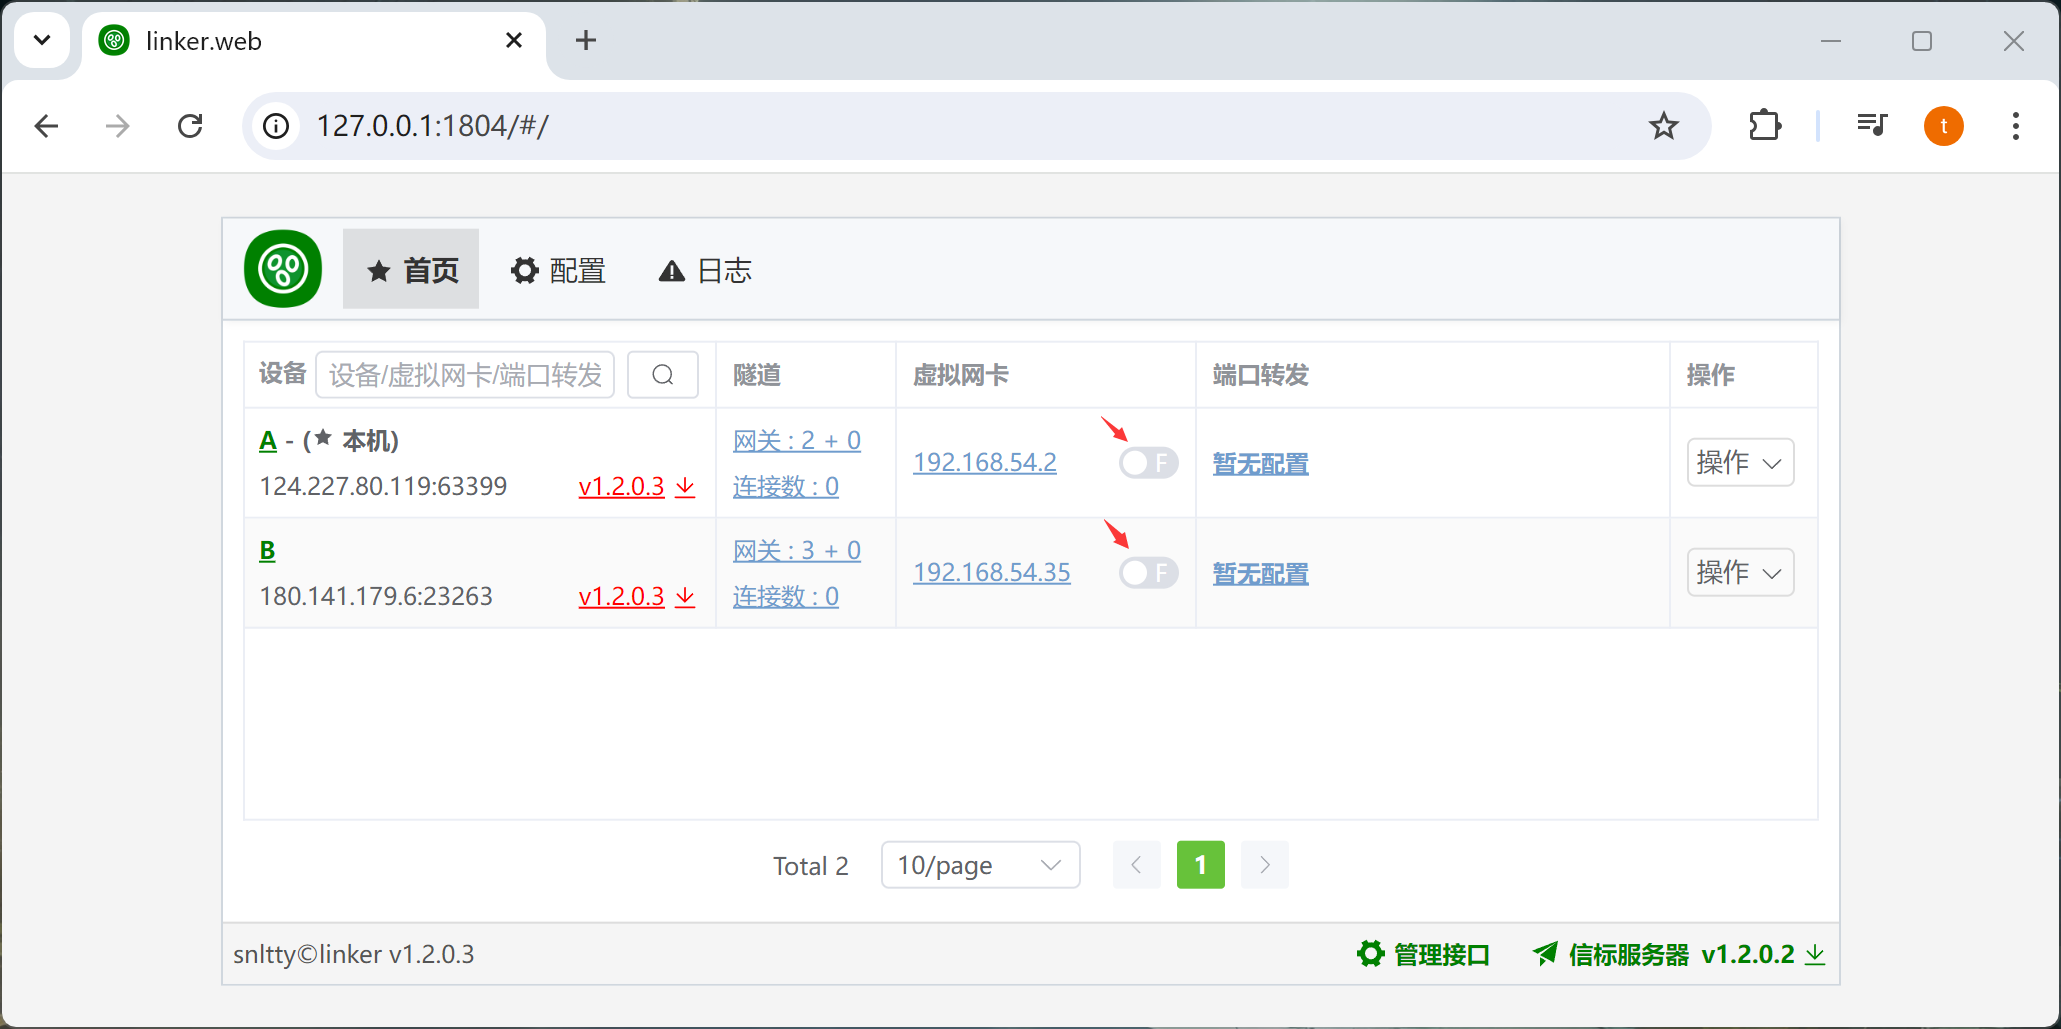 linker.web
127.0.0.1:1804/#/
t
首页 配置 日志
设备 设备/虚拟网卡/端口转发 隧道 虚拟网卡 端口转发 操作
A - (★ 本机) 网关 : 2 + 0
192.168.54.2 F 暂无配置 操作
124.227.80.119:63399 v1.2.0.3 连接数 : 0
B 网关 : 3 + 0
192.168.54.35 F 暂无配置 操作
180.141.179.6:23263 v1.2.0.3 连接数 : 0
Total 2 10/page 1
snltty©linker v1.2.0.3 管理接口 信标服务器 v1.2.0.2